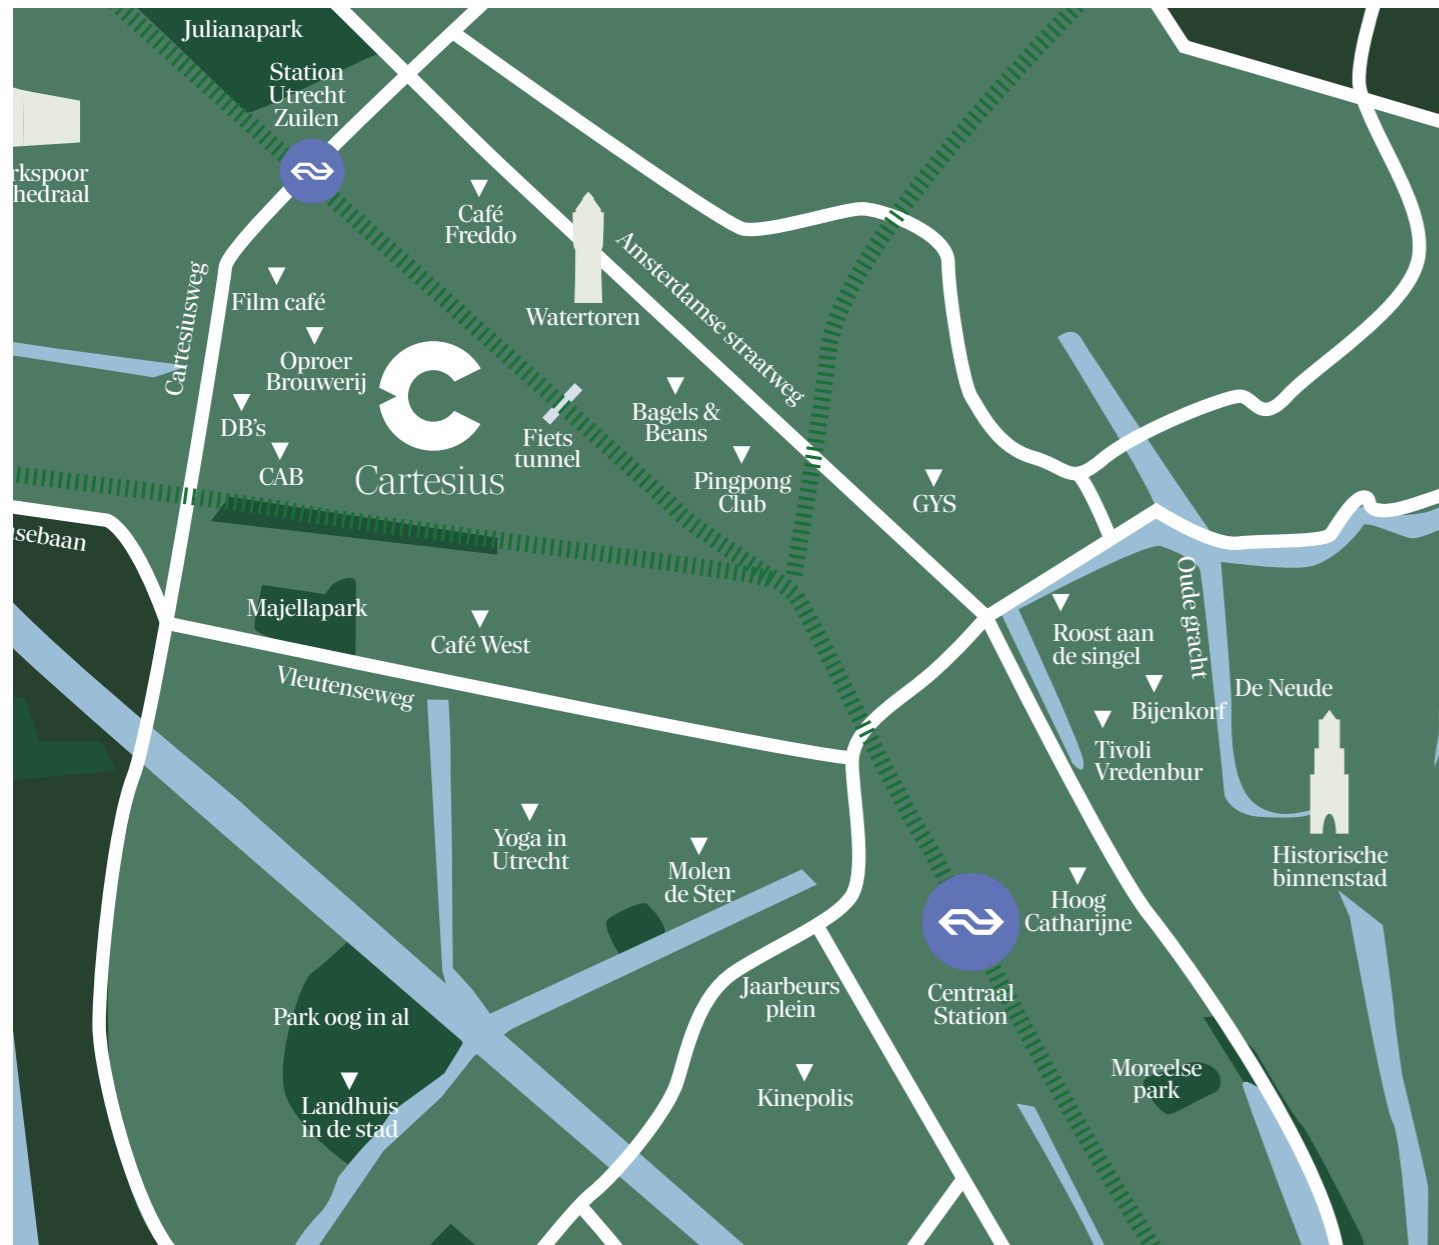 Julianapark
Station
Utrecht
Zuilen
rkspoor
hedraal
Café
Freddo
Amsterdamse straatweg
Watertoren
Cartesiusweg
Film café
Oproer
Brouwerij
DB's
CAB
Cartesius
Fiets
tunnel
Bagels &
Beans
Pingpong
Club
GYS
sebaan
Majellapark
Café West
Vleutenseweg
Oude gracht
Roost aan
de singel
De Neude
Bijenkorf
Tivoli
Vredenbur
Historische
binnenstad
Yoga in
Utrecht
Molen
de Ster
Hoog
Catharijne
Centraal
Station
Jaarbeurs
plein
Park oog in al
Landhuis
in de stad
Kinepolis
Moreelse
park